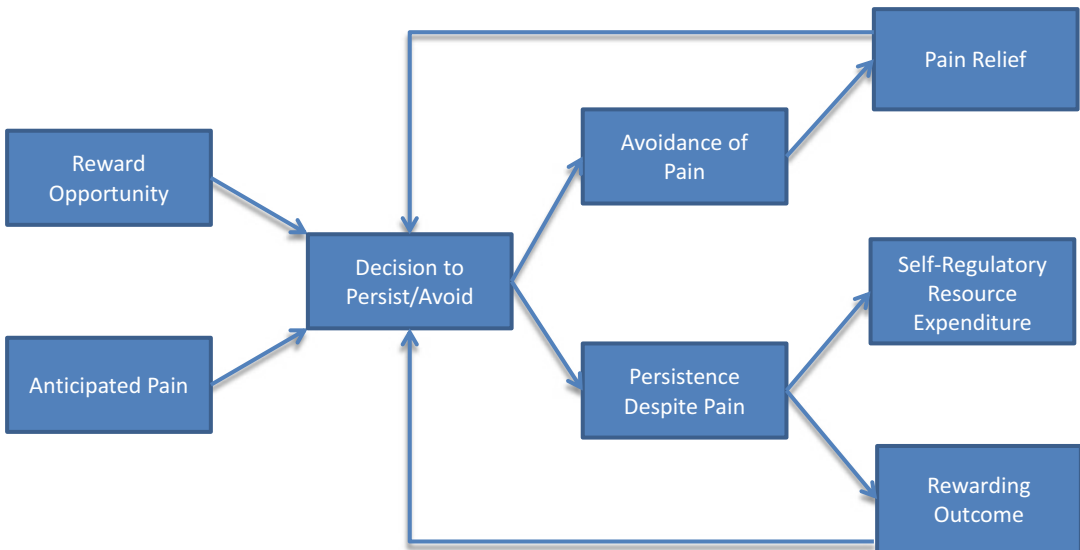 Pain Relief
Avoidance of
Pain
Reward
Opportunity
Decision to
Persist/Avoid
Self-Regulatory
Resource
Expenditure
Anticipated Pain
Persistence
Despite Pain
Rewarding
Outcome